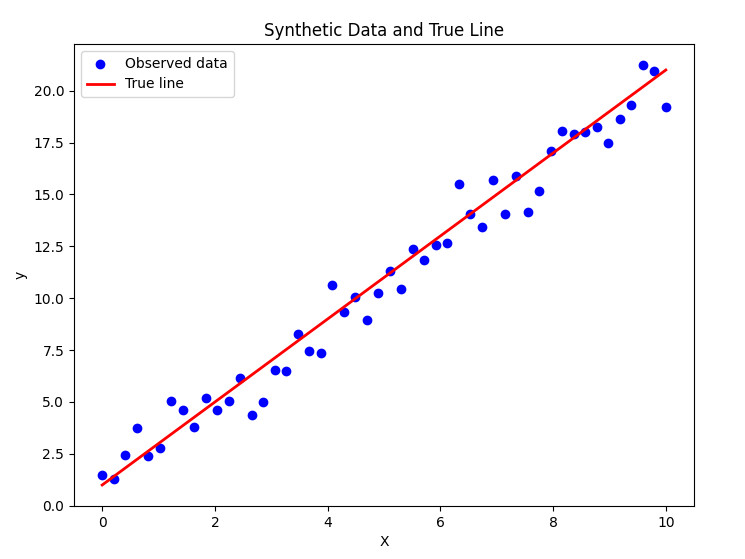 Synthetic Data and True Line
Observed data
True line
20.0
17.5
15.0
12.5
10.0
7.5
5.0
2.5
0.0
y
0 2 4 6 8 10
X